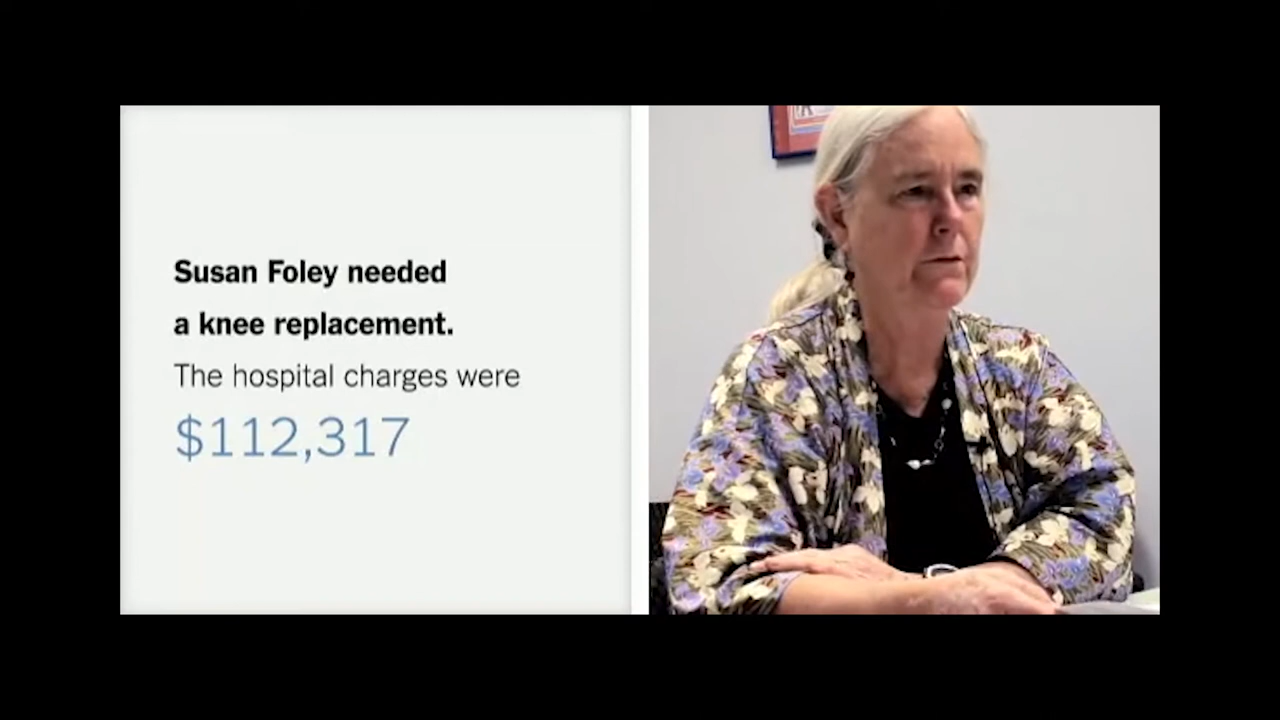 Susan Foley needed
a knee replacement.
The hospital charges were
$112,317